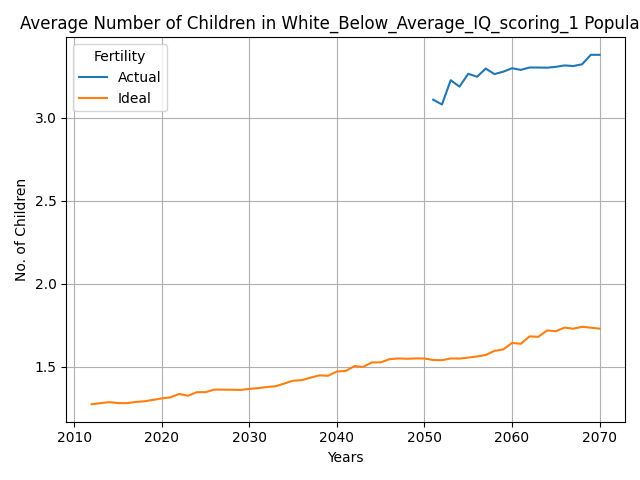 Average Number of Children in White_Below_Average_IQ_scoring_1 Popula
Fertility
Actual
Ideal
No. of Children
3.0
2.5
2.0
1.5
2010 2020 2030 2040 2050 2060 2070
Years